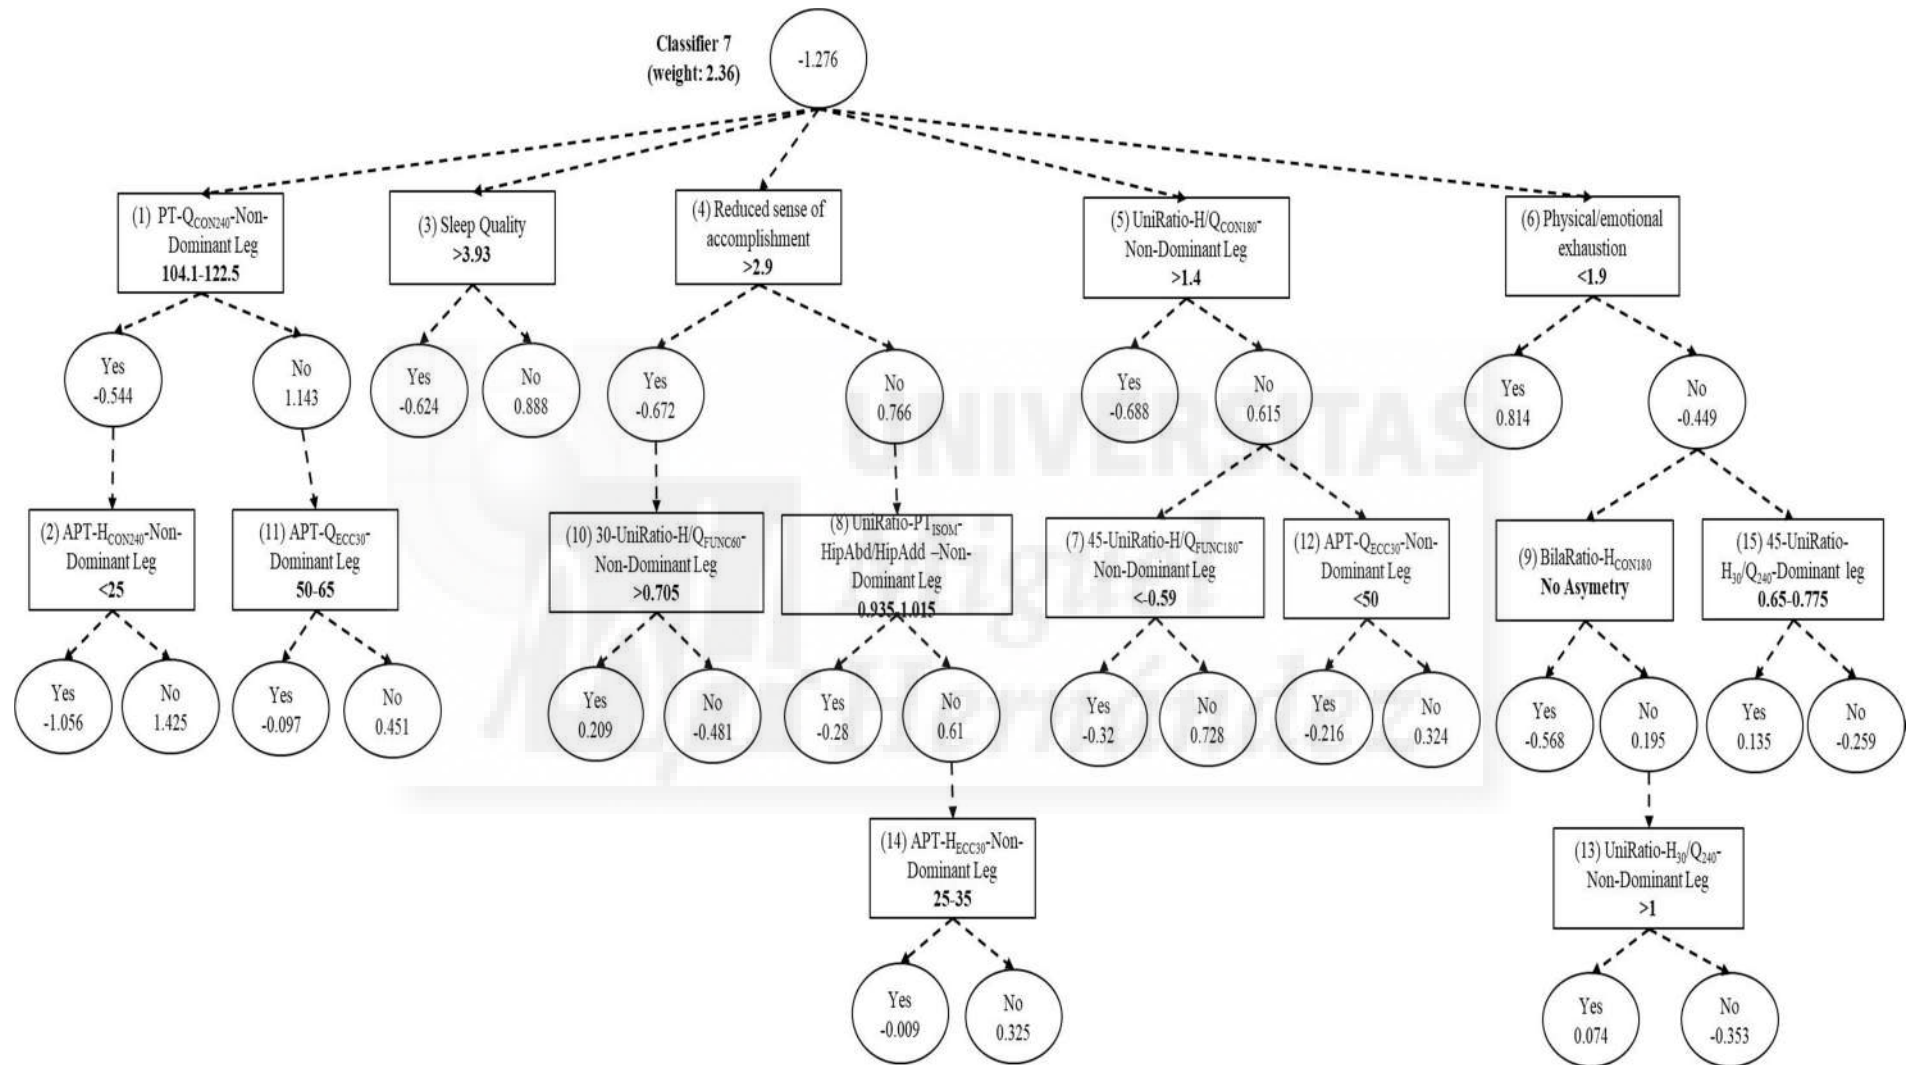 Classifier 7
(weight: 2.36)
-1.276
(1) PT-QCON240-Non-
Dominant Leg
104.1-122.5
(3) Sleep Quality
>3.93
(4) Reduced sense of
accomplishment
>2.9
(5) UniRatio-H/QCON180-
Non-Dominant Leg
>1.4
(6) Physical/emotional
exhaustion
<1.9
Yes
-0.544
No
1.143
Yes
-0.624
No
0.888
Yes
-0.672
No
0.766
Yes
-0.688
No
0.615
Yes
0.814
No
-0.449
UNIVERSITAS
Miguel
Hernández
(2) APT-HCON240-Non-
Dominant Leg
<25
(11) APT-QECC30-
Dominant Leg
50-65
(10) 30-UniRatio-H/QFUNC60-
Non-Dominant Leg
>0.705
(8) UniRatio-PTISOM-
HipAbd/HipAdd –Non-
Dominant Leg
0.935-1.015
(7) 45-UniRatio-H/QFUNC180-
Non-Dominant Leg
<-0.59
(12) APT-QECC30-Non-
Dominant Leg
<50
(9) BilaRatio-HCON180
No Asymetry
(15) 45-UniRatio-
H30/Q240-Dominant leg
0.65-0.775
Yes
-1.056
No
1.425
Yes
-0.097
No
0.451
Yes
0.209
No
-0.481
Yes
-0.28
No
0.61
Yes
-0.32
No
0.728
Yes
-0.216
No
0.324
Yes
-0.568
No
0.195
Yes
0.135
No
-0.259
(14) APT-HECC30-Non-
Dominant Leg
25-35
(13) UniRatio-H30/Q240-
Non-Dominant Leg
>1
Yes
-0.009
No
0.325
Yes
0.074
No
-0.353